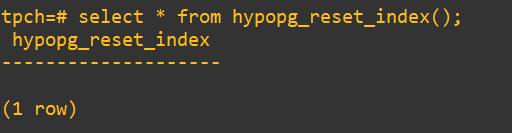 tpch=# select * from hypopg_reset_index();
 hypopg_reset_index
--------------------
(1 row)